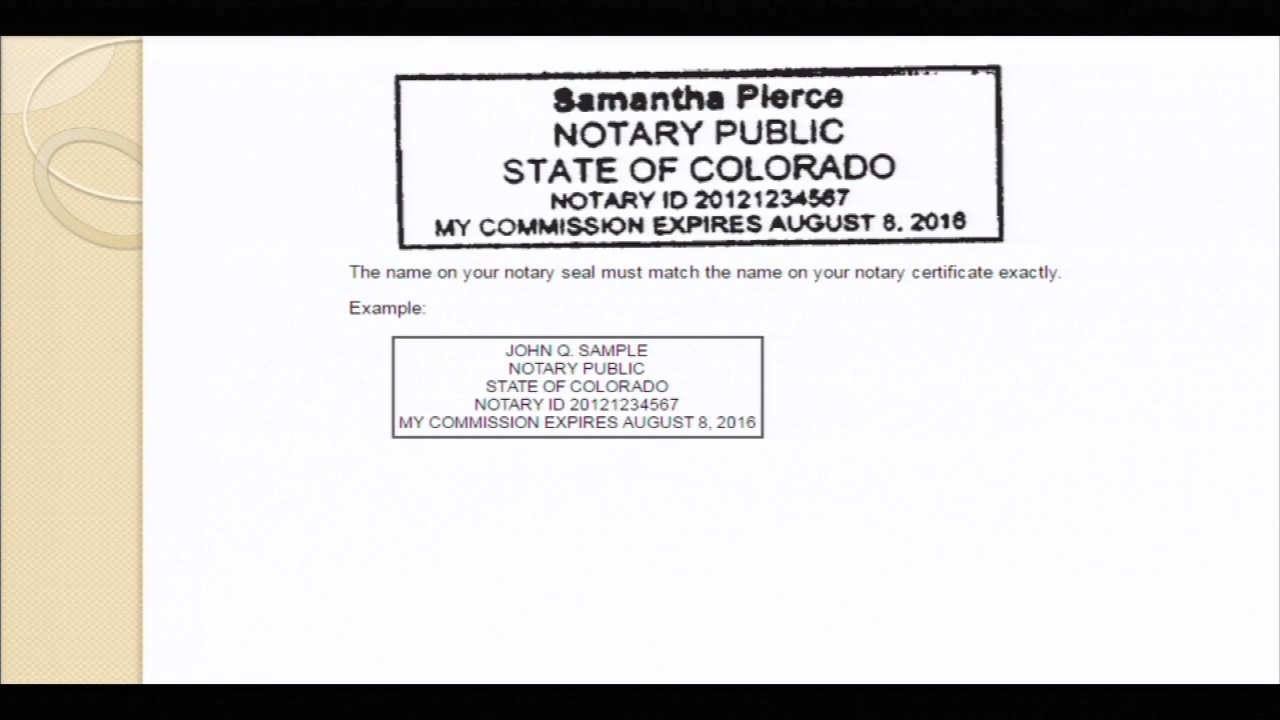 Samantha Pierce
NOTARY PUBLIC
STATE OF COLORADO
NOTARY ID 20121234567
MY COMMISSION EXPIRES AUGUST 8, 2016
The name on your notary seal must match the name on your notary certificate exactly.
Example:
JOHN Q. SAMPLE
NOTARY PUBLIC
STATE OF COLORADO
NOTARY ID 20121234567
MY COMMISSION EXPIRES AUGUST 8, 2016